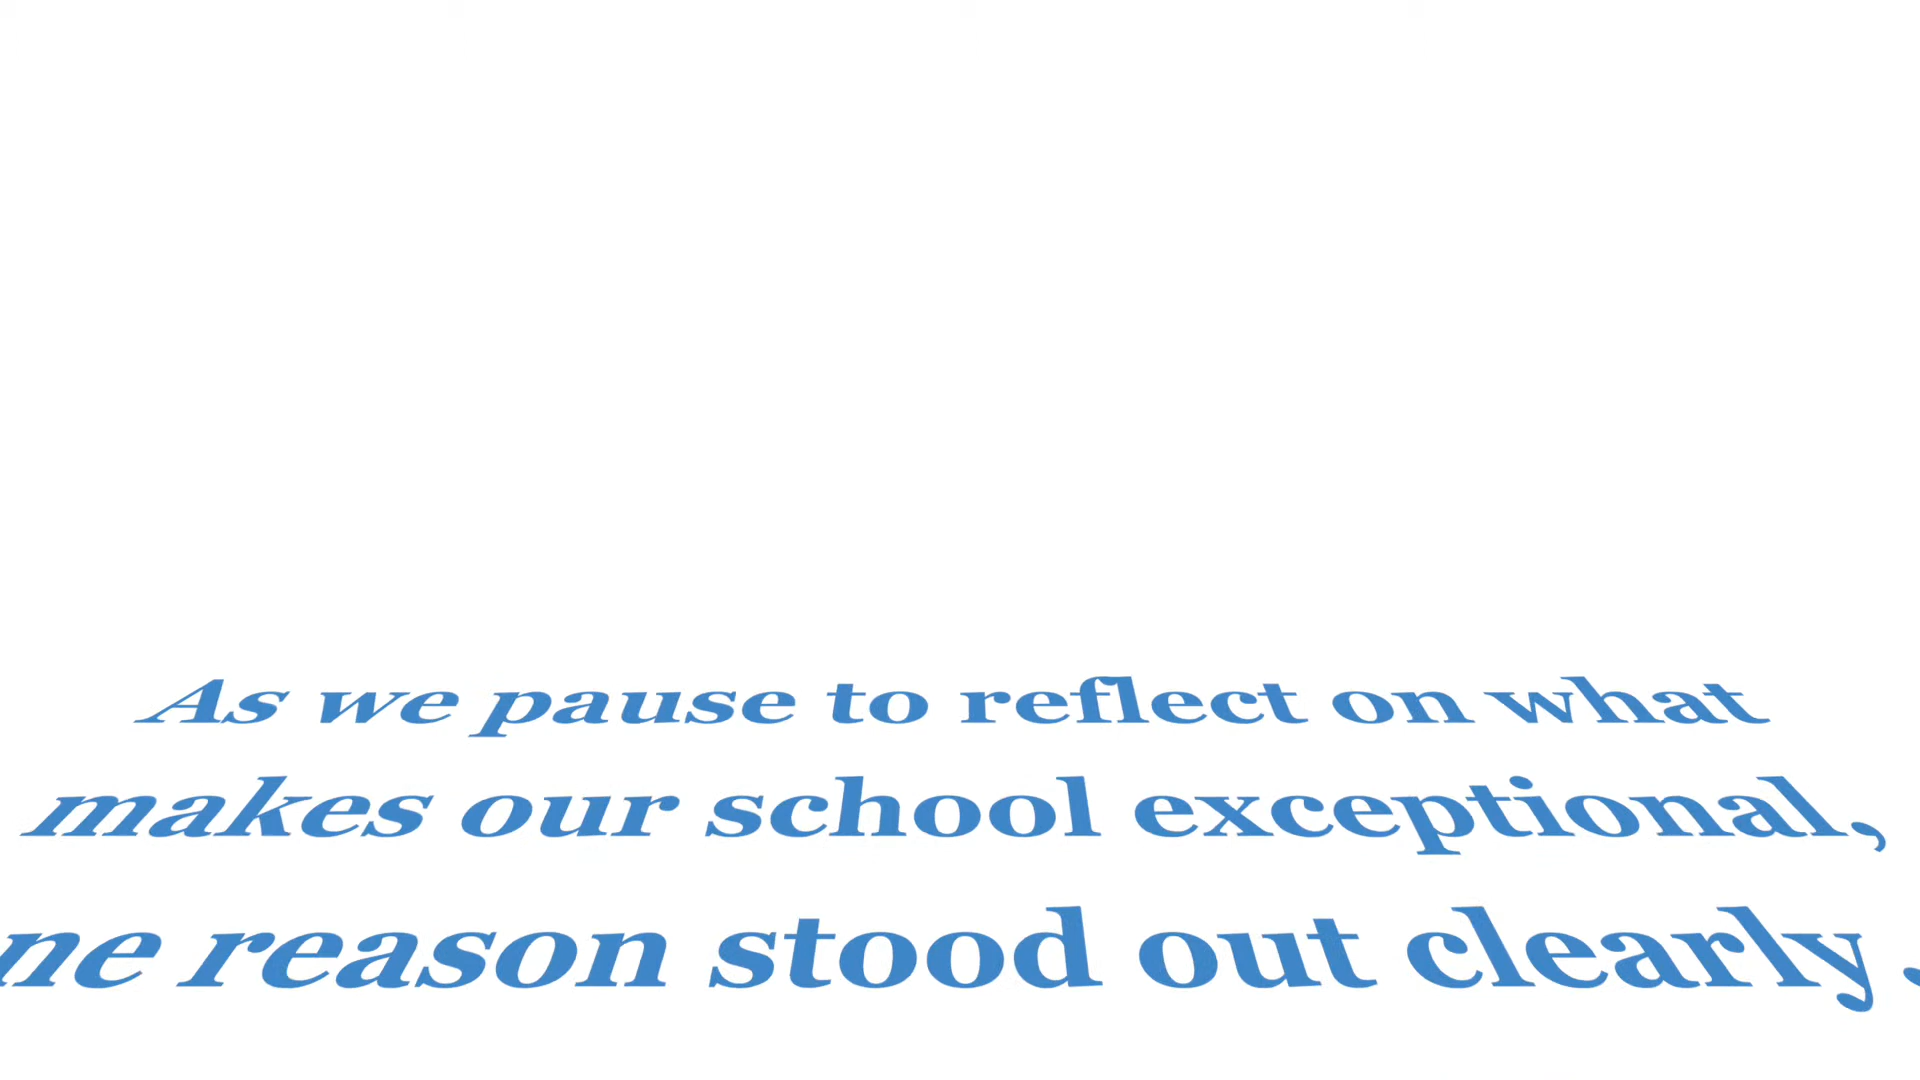 As we pause to reflect on what
makes our school exceptional,
ne reason stood out clearly.